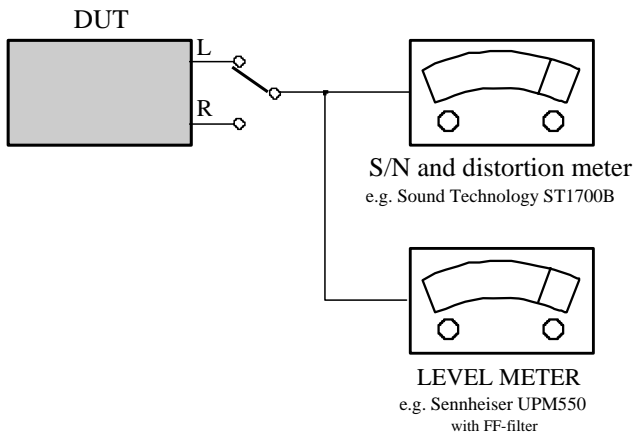 DUT
L
R
S/N and distortion meter
e.g. Sound Technology ST1700B
LEVEL METER
e.g. Sennheiser UPM550
with FF-filter